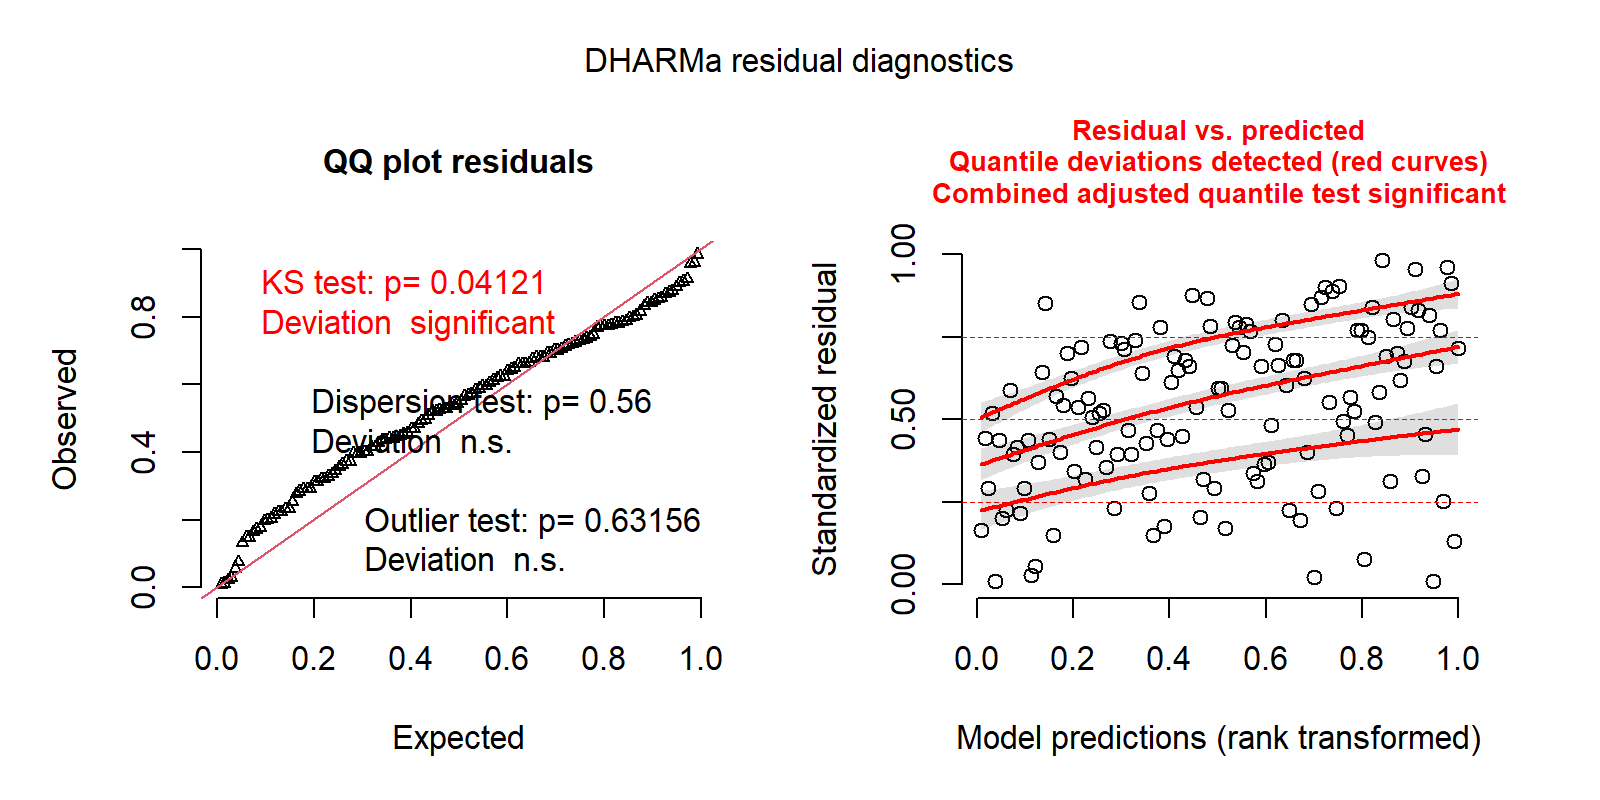 DHARMa residual diagnostics
QQ plot residuals
KS test: p= 0.04121
Deviation  significant
Dispersion test: p= 0.56
Deviation  n.s.
Outlier test: p= 0.63156
Deviation  n.s.
Observed
0.0
0.4
0.8
0.0 0.2 0.4 0.6 0.8 1.0
Expected
Residual vs. predicted
Quantile deviations detected (red curves)
Combined adjusted quantile test significant
Standardized residual
0.00
0.50
1.00
0.0 0.2 0.4 0.6 0.8 1.0
Model predictions (rank transformed)